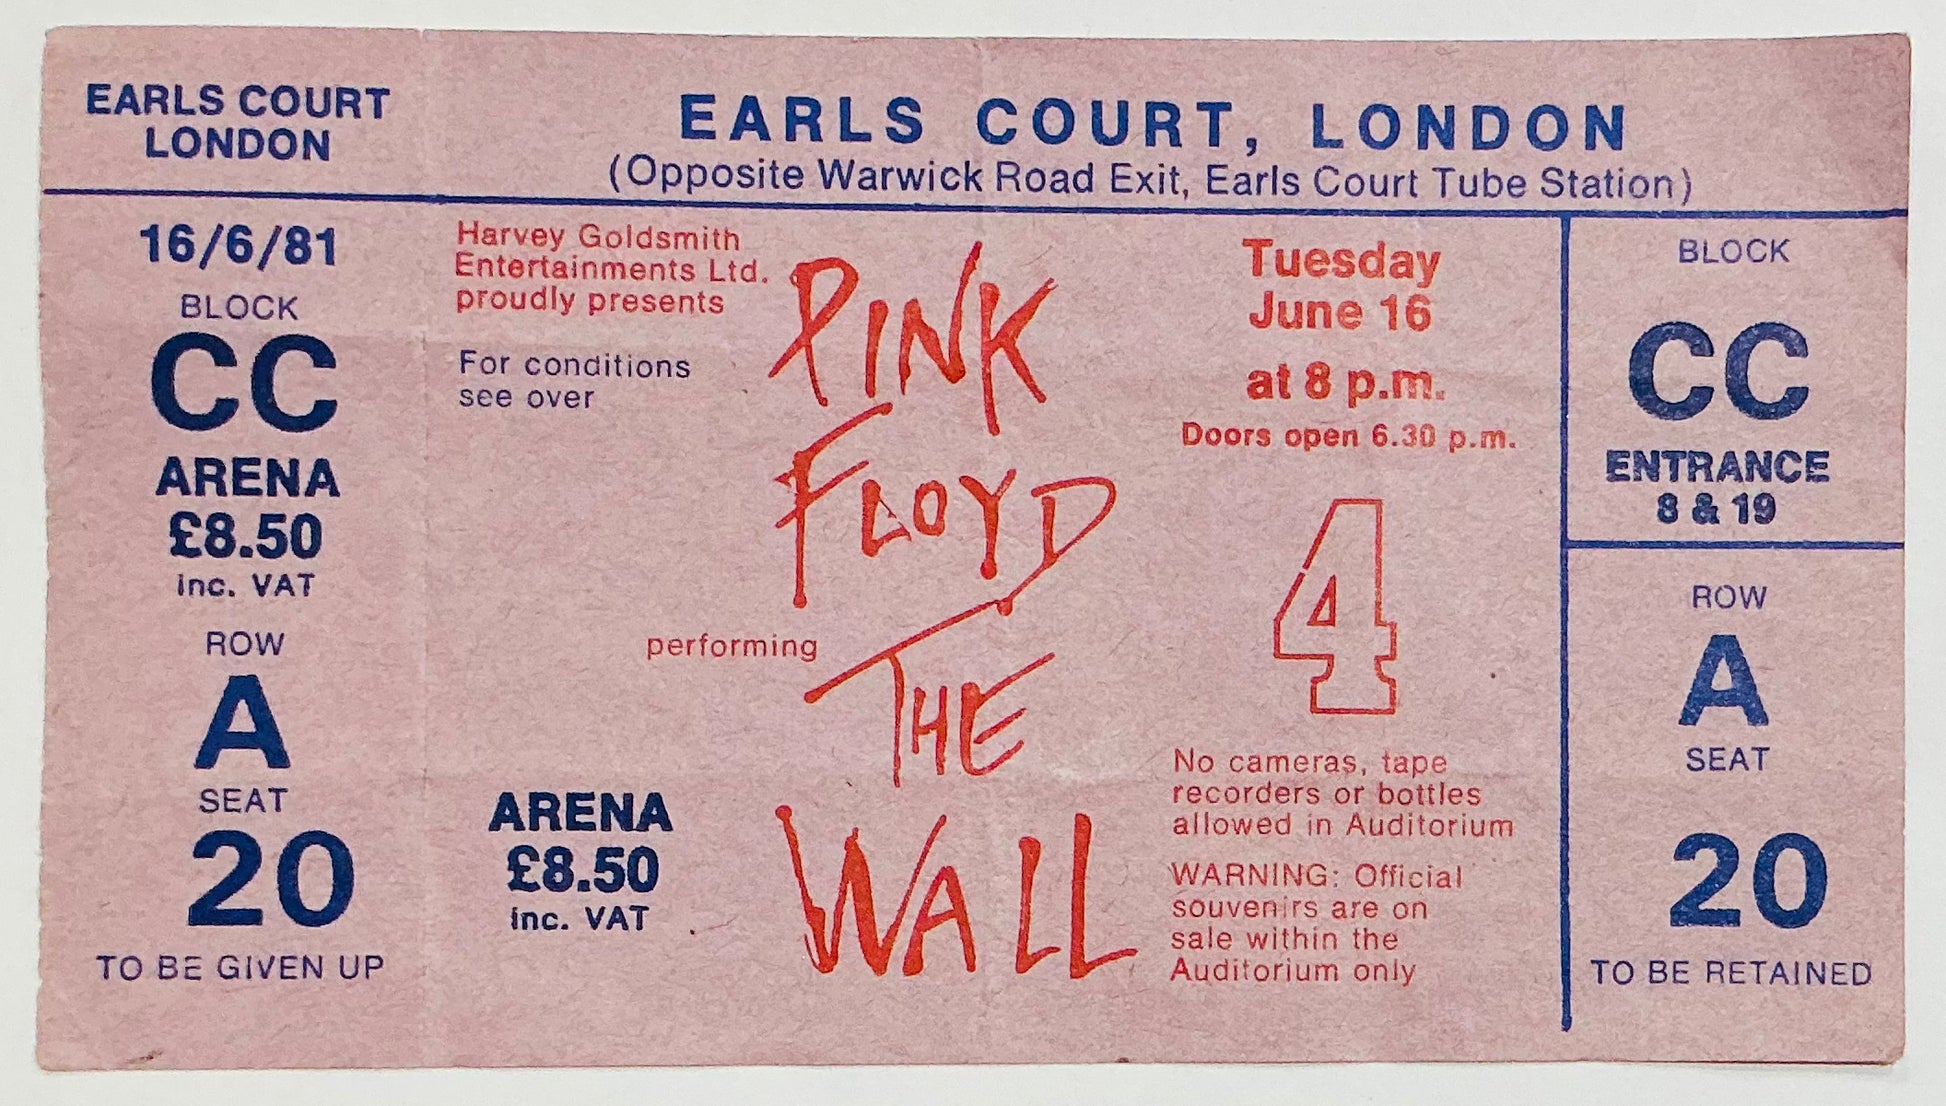 EARLS COURT
LONDON
16/6/81
BLOCK
CC
ARENA
£8.50
inc. VAT
ROW
A
SEAT
20
TO BE GIVEN UP
EARLS COURT, LONDON
(Opposite Warwick Road Exit, Earls Court Tube Station)
Harvey Goldsmith
Entertainments Ltd.
proudly presents
For conditions
see over
PINK
FLOYD
performing
THE
WALL
ARENA
£8.50
inc. VAT
Tuesday
June 16
at 8 p.m.
Doors open 6.30 p.m.
4
No cameras, tape
recorders or bottles
allowed in Auditorium
WARNING: Official
souvenirs are on
sale within the
Auditorium only
BLOCK
CC
ENTRANCE
8 & 19
ROW
A
SEAT
20
TO BE RETAINED